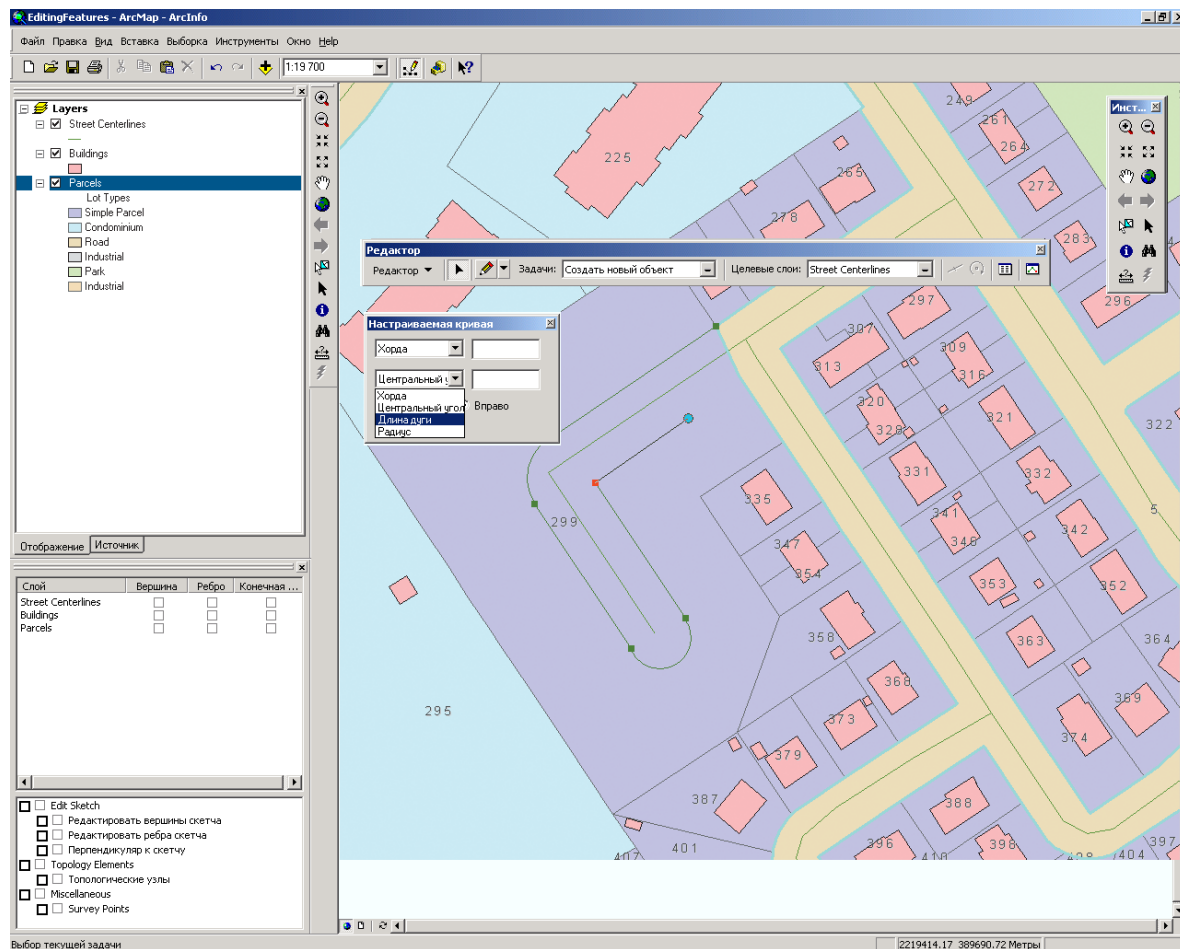 EditingFeatures - ArcMap - ArcInfo
Файл Правка Вид Вставка Выборка Инструменты Окно Help
1:19 700
Layers
Street Centerlines
Buildings
Parcels
Lot Types
Simple Parcel
Condominium
Road
Industrial
Park
Industrial
Отображение Источник
Слой Вершина Ребро Конечная ...
Street Centerlines
Buildings
Parcels
Edit Sketch
Редактировать вершины скетча
Редактировать ребра скетча
Перпендикуляр к скетчу
Topology Elements
Топологические узлы
Miscellaneous
Survey Points
Инст...
Редактор
Редактор Задачи: Создать новый объект Целевые слои: Street Centerlines
Настраиваемая кривая
Хорда
Центральный у
Хорда
Центральный угол
Длина дуги
Радиус
Вправо
225
249
261
264
265
272
278
283
296
297
307
309
313
316
320
321
322
328
331
332
335
341
342
346
347
352
353
354
358
363
364
368
369
373
374
379
387
388
396
397
398
401
404
407
408
410
295
299
5
Выбор текущей задачи
2219414.17 389690.72 Метры